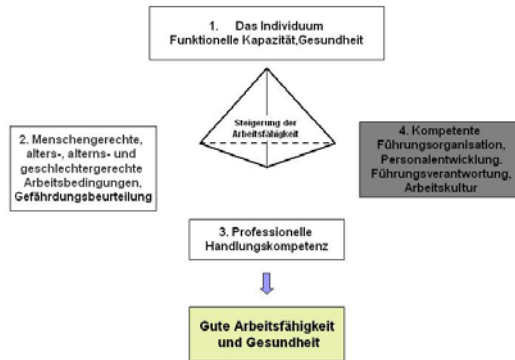 1. Das Individuum
Funktionelle Kapazität,Gesundheit
Steigerung der
Arbeitsfähigkeit
2. Menschengerechte,
alters-, alterns- und
geschlechtergerechte
Arbeitsbedingungen,
Gefährdungsbeurteilung
4. Kompetente
Führungsorganisation,
Personalentwicklung.
Führungsverantwortung,
Arbeitskultur
3. Professionelle
Handlungskompetenz
Gute Arbeitsfähigkeit
und Gesundheit